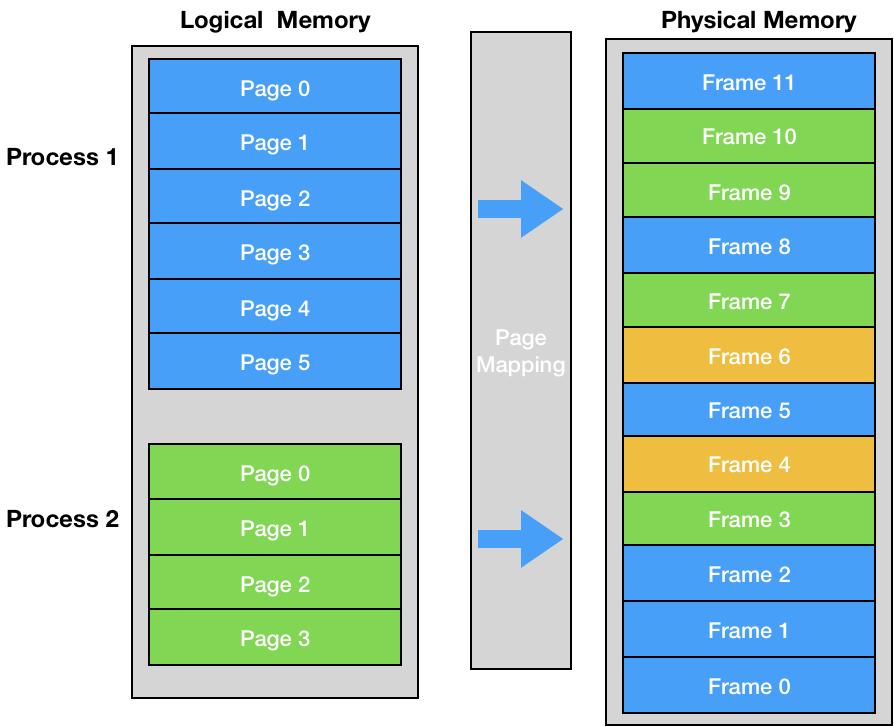 Logical  Memory
Process 1
Page 0
Page 1
Page 2
Page 3
Page 4
Page 5
Process 2
Page 0
Page 1
Page 2
Page 3
Page
Mapping
Physical Memory
Frame 11
Frame 10
Frame 9
Frame 8
Frame 7
Frame 6
Frame 5
Frame 4
Frame 3
Frame 2
Frame 1
Frame 0